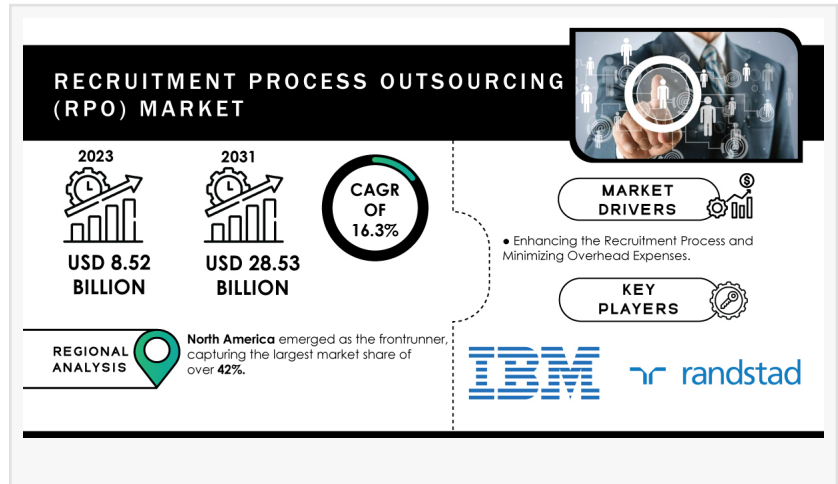 RECRUITMENT PROCESS OUTSOURCING
(RPO) MARKET
2023
USD 8.52
BILLION
2031
USD 28.53
BILLION
CAGR
OF
16.3%
REGIONAL
ANALYSIS
North America emerged as the frontrunner,
capturing the largest market share of
over 42%.
MARKET
DRIVERS
$
● Enhancing the Recruitment Process and
Minimizing Overhead Expenses.
KEY
PLAYERS
IBM
randstad